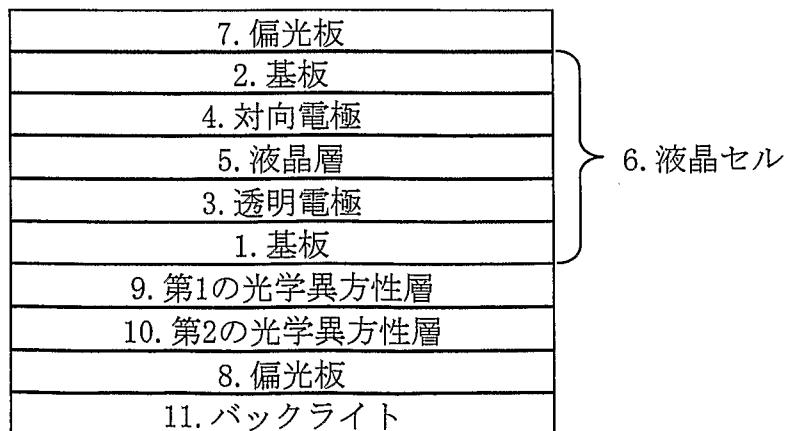 7. 偏光板
2. 基板
4. 対向電極
5. 液晶層
3. 透明電極
1. 基板
6. 液晶セル
9. 第1の光学異方性層
10. 第2の光学異方性層
8. 偏光板
11. バックライト